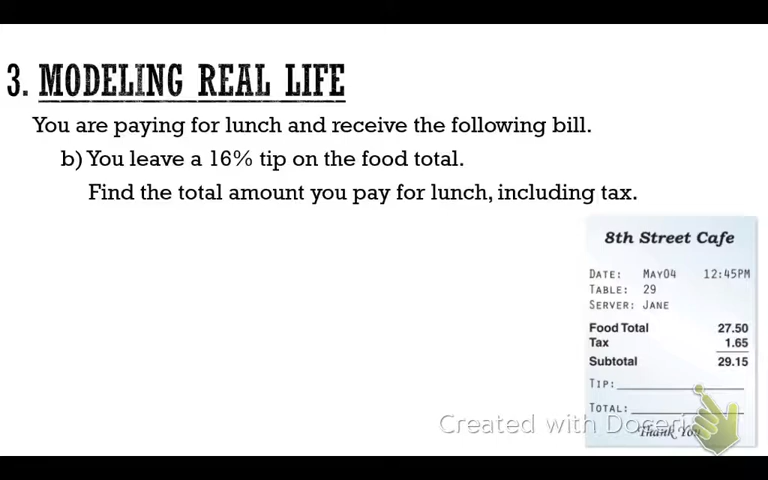 3. MODELING REAL LIFE
You are paying for lunch and receive the following bill.
b) You leave a 16% tip on the food total.
Find the total amount you pay for lunch, including tax.
8th Street Cafe
DATE: MAY04 12:45PM
TABLE: 29
SERVER: JANE
Food Total 27.50
Tax 1.65
Subtotal 29.15
TIP:
TOTAL:
Thank You
Created with Doceri